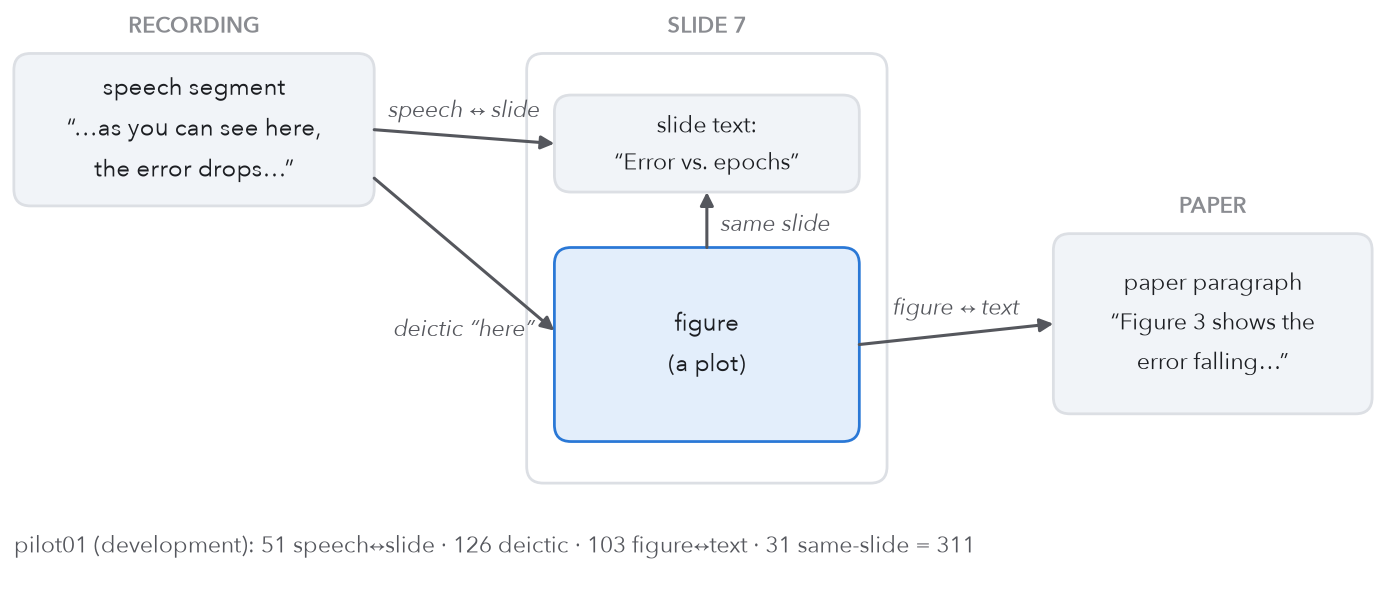 RECORDING
speech segment
“…as you can see here,
the error drops…”
speech ↔ slide
deictic “here”
SLIDE 7
slide text:
“Error vs. epochs”
same slide
figure
(a plot)
figure ↔ text
PAPER
paper paragraph
“Figure 3 shows the
error falling…”
pilot01 (development): 51 speech↔slide · 126 deictic · 103 figure↔text · 31 same-slide = 311